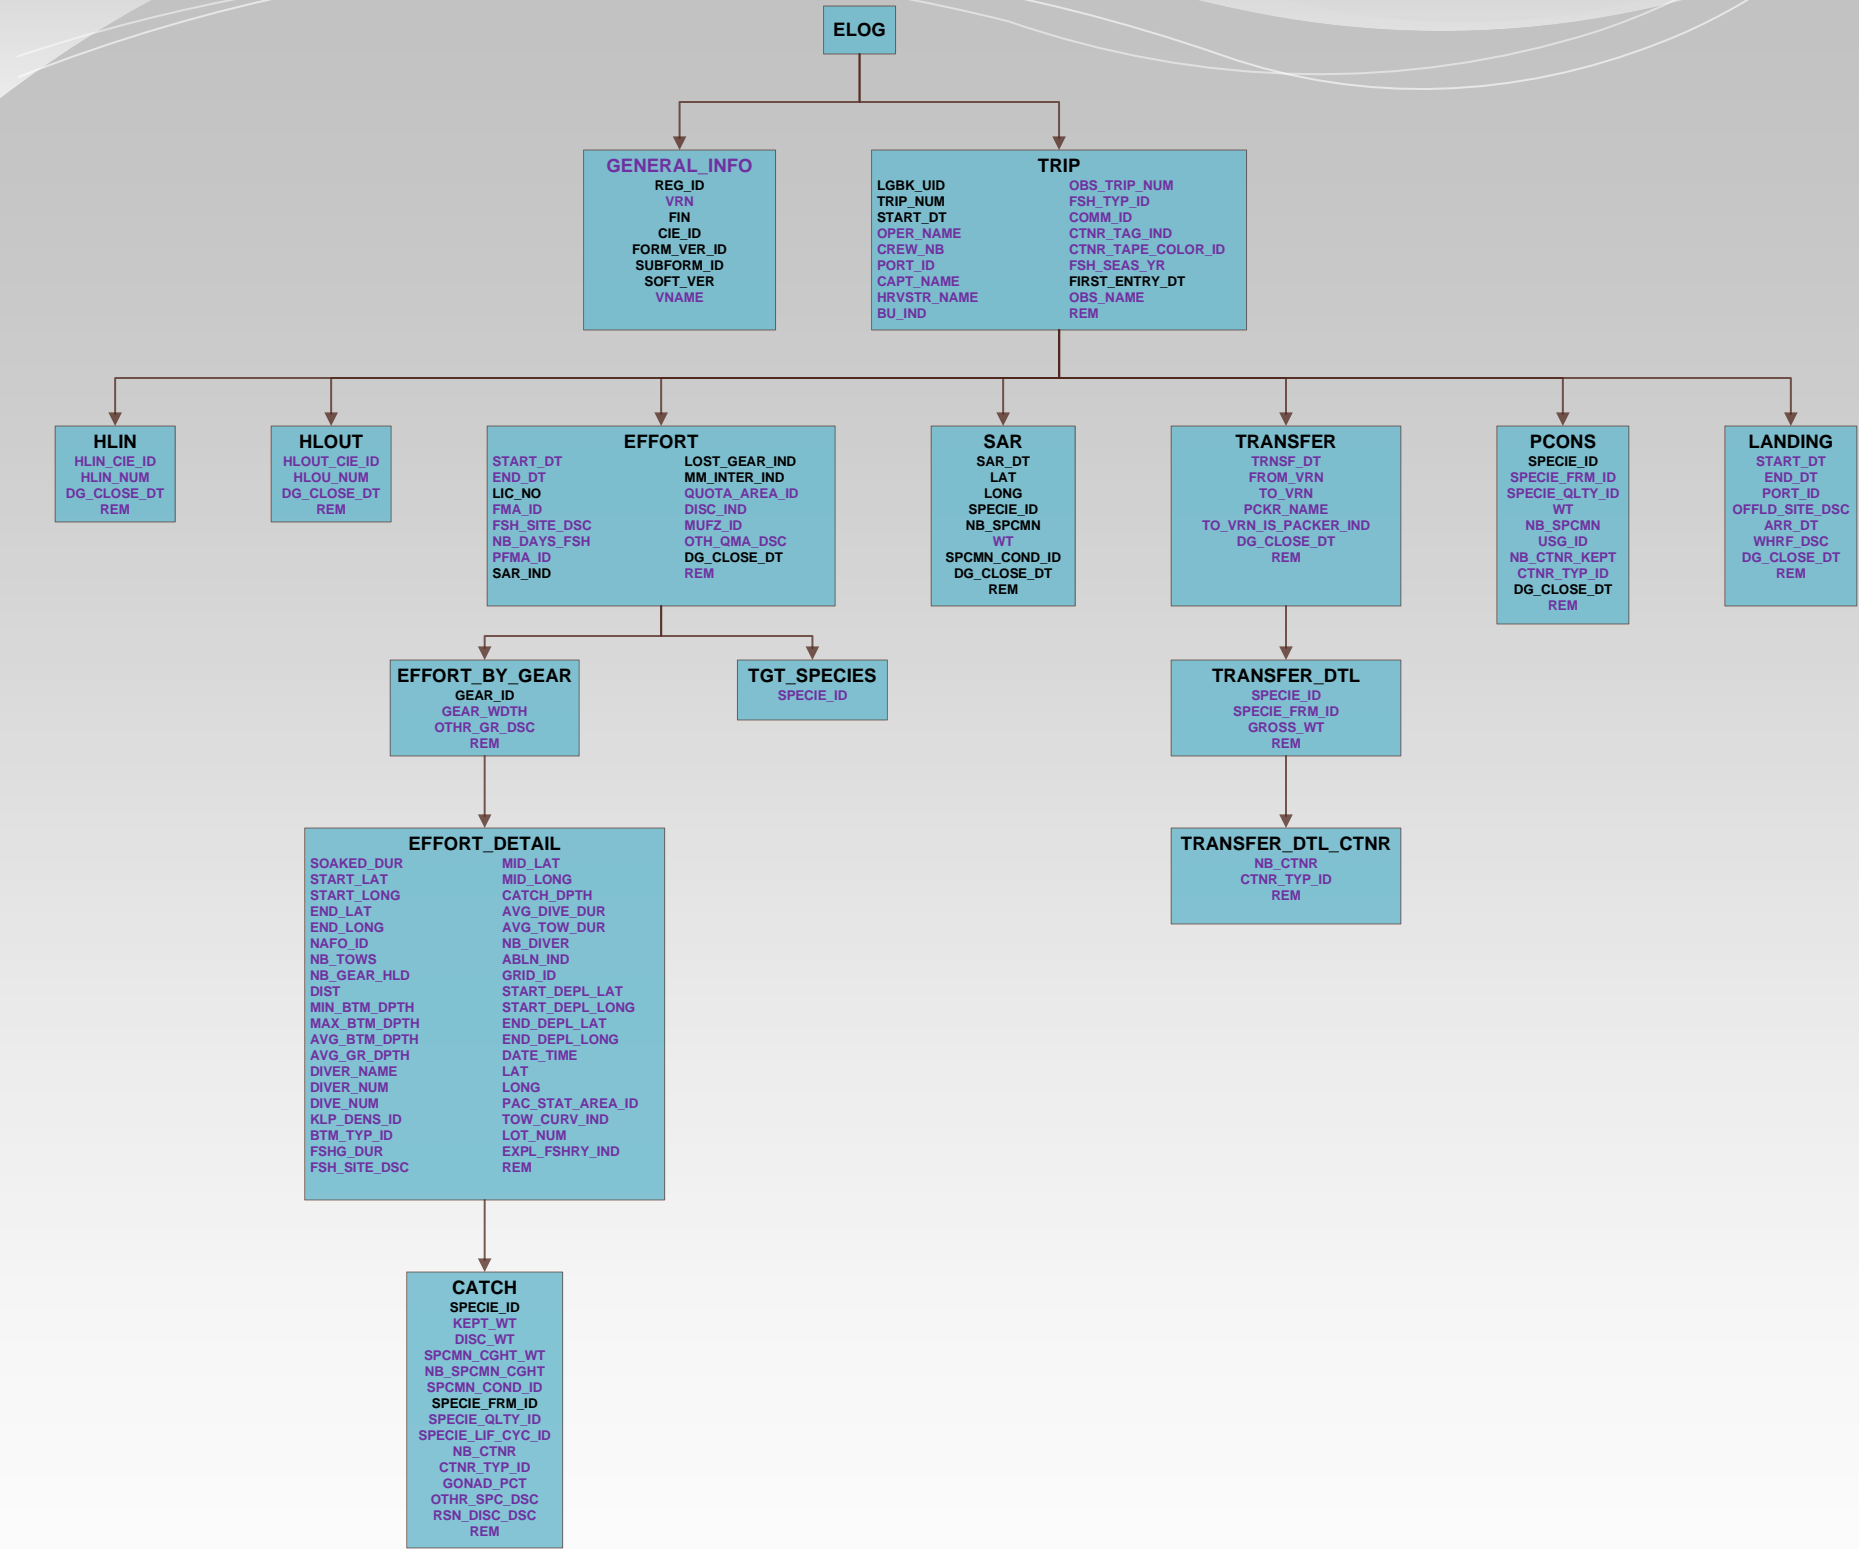 ELOG
GENERAL_INFO
REG_ID
VRN
FIN
CIE_ID
FORM_VER_ID
SUBFORM_ID
SOFT_VER
VNAME
TRIP
LGBK_UID
TRIP_NUM
START_DT
OPER_NAME
CREW_NB
PORT_ID
CAPT_NAME
HRVSTR_NAME
BU_IND
OBS_TRIP_NUM
FSH_TYP_ID
COMM_ID
CTNR_TAG_IND
CTNR_TAPE_COLOR_ID
FSH_SEAS_YR
FIRST_ENTRY_DT
OBS_NAME
REM
HLIN
HLIN_CIE_ID
HLIN_NUM
DG_CLOSE_DT
REM
HLOUT
HLOUT_CIE_ID
HLOU_NUM
DG_CLOSE_DT
REM
EFFORT
START_DT
END_DT
LIC_NO
FMA_ID
FSH_SITE_DSC
NB_DAYS_FSH
PFMA_ID
SAR_IND
LOST_GEAR_IND
MM_INTER_IND
QUOTA_AREA_ID
DISC_IND
MUFZ_ID
OTH_QMA_DSC
DG_CLOSE_DT
REM
SAR
SAR_DT
LAT
LONG
SPECIE_ID
NB_SPCMN
WT
SPCMN_COND_ID
DG_CLOSE_DT
REM
TRANSFER
TRNSF_DT
FROM_VRN
TO_VRN
PCKR_NAME
TO_VRN_IS_PACKER_IND
DG_CLOSE_DT
REM
PCONS
SPECIE_ID
SPECIE_FRM_ID
SPECIE_QLTY_ID
WT
NB_SPCMN
USG_ID
NB_CTNR_KEPT
CTNR_TYP_ID
DG_CLOSE_DT
REM
LANDING
START_DT
END_DT
PORT_ID
OFFLD_SITE_DSC
ARR_DT
WHRF_DSC
DG_CLOSE_DT
REM
EFFORT_BY_GEAR
GEAR_ID
GEAR_WDTH
OTHR_GR_DSC
REM
TGT_SPECIES
SPECIE_ID
TRANSFER_DTL
SPECIE_ID
SPECIE_FRM_ID
GROSS_WT
REM
EFFORT_DETAIL
SOAKED_DUR
START_LAT
START_LONG
END_LAT
END_LONG
NAFO_ID
NB_TOWS
NB_GEAR_HLD
DIST
MIN_BTM_DPTH
MAX_BTM_DPTH
AVG_BTM_DPTH
AVG_GR_DPTH
DIVER_NAME
DIVER_NUM
DIVE_NUM
KLP_DENS_ID
BTM_TYP_ID
FSHG_DUR
FSH_SITE_DSC
MID_LAT
MID_LONG
CATCH_DPTH
AVG_DIVE_DUR
AVG_TOW_DUR
NB_DIVER
ABLN_IND
GRID_ID
START_DEPL_LAT
START_DEPL_LONG
END_DEPL_LAT
END_DEPL_LONG
DATE_TIME
LAT
LONG
PAC_STAT_AREA_ID
TOW_CURV_IND
LOT_NUM
EXPL_FSHRY_IND
REM
TRANSFER_DTL_CTNR
NB_CTNR
CTNR_TYP_ID
REM
CATCH
SPECIE_ID
KEPT_WT
DISC_WT
SPCMN_CGHT_WT
NB_SPCMN_CGHT
SPCMN_COND_ID
SPECIE_FRM_ID
SPECIE_QLTY_ID
SPECIE_LIF_CYC_ID
NB_CTNR
CTNR_TYP_ID
GONAD_PCT
OTHR_SPC_DSC
RSN_DISC_DSC
REM